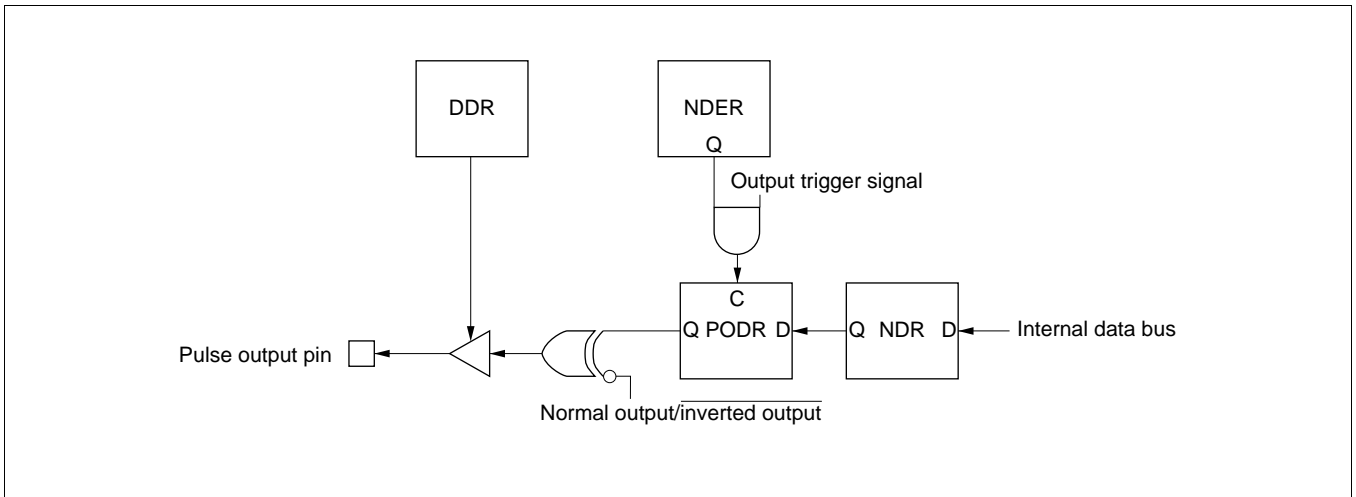 DDR
NDER
Q
Output trigger signal
C
Q PODR D
Q NDR D
Internal data bus
Pulse output pin
Normal output/inverted output